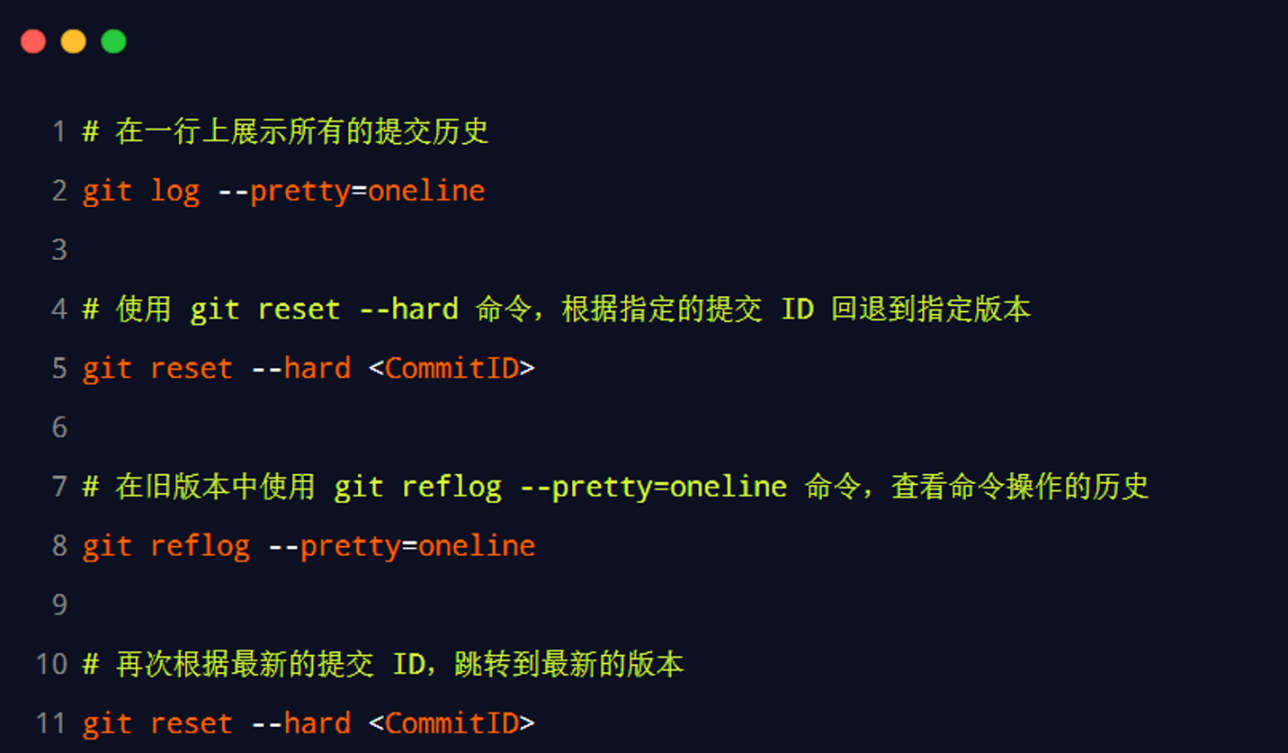 1 # 在一行上展示所有的提交历史
2 git log --pretty=oneline
3
4 # 使用 git reset --hard 命令，根据指定的提交 ID 回退到指定版本
5 git reset --hard <CommitID>
6
7 # 在旧版本中使用 git reflog --pretty=oneline 命令，查看命令操作的历史
8 git reflog --pretty=oneline
9
10 # 再次根据最新的提交 ID，跳转到最新的版本
11 git reset --hard <CommitID>